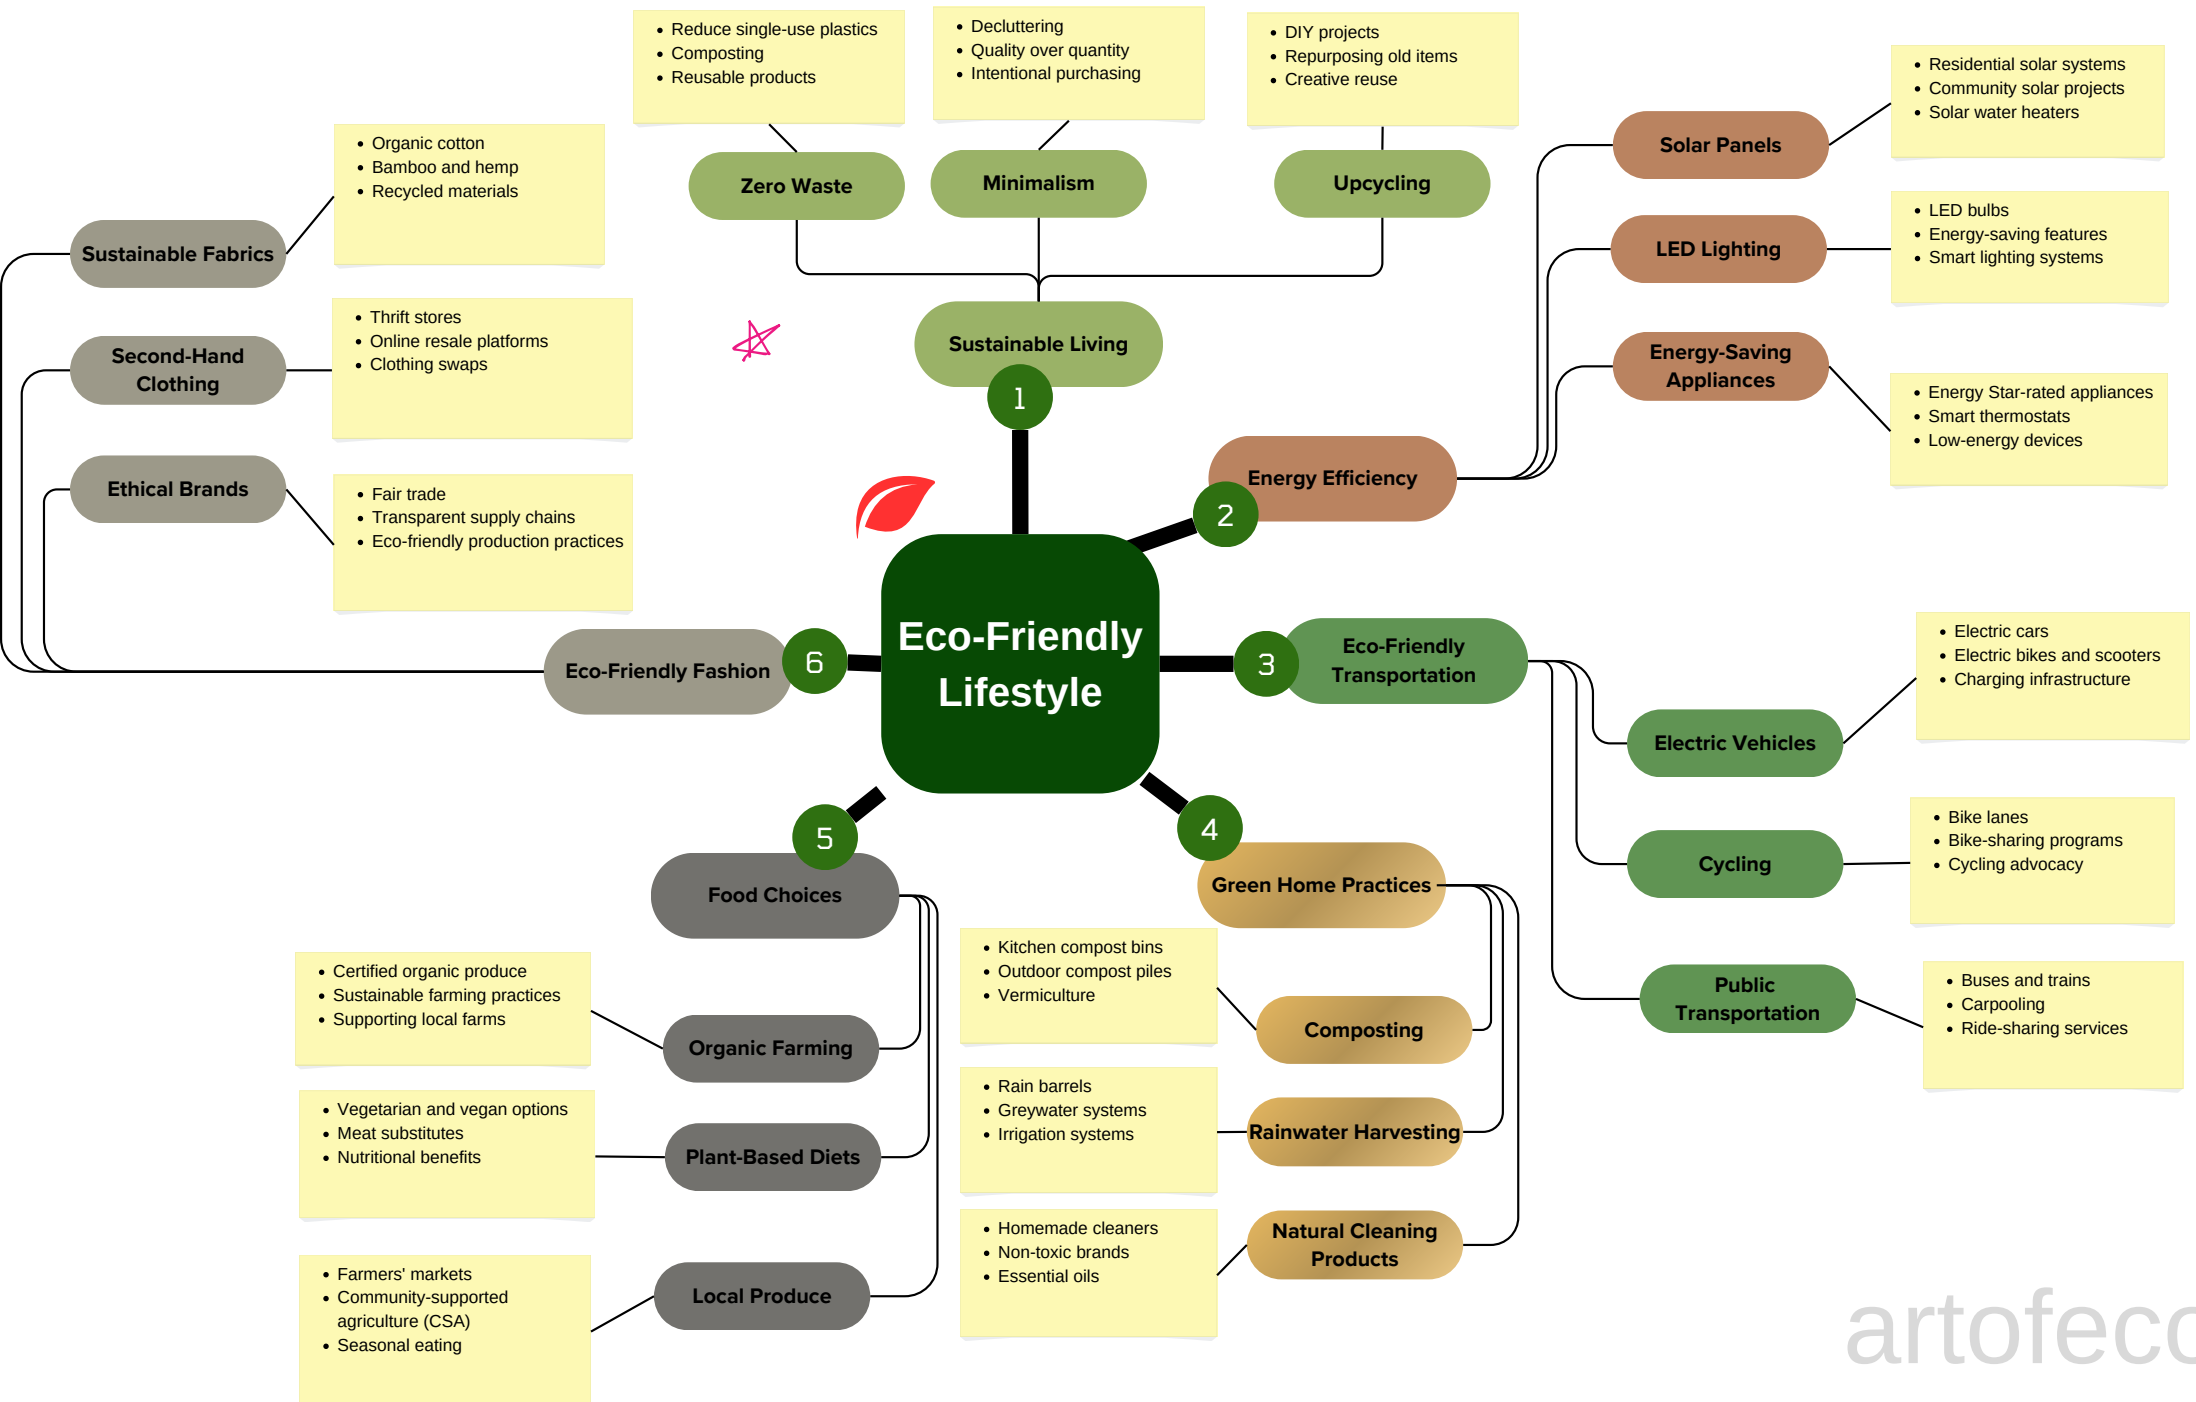 Eco-Friendly
Lifestyle
1
Sustainable Living
Zero Waste
• Reduce single-use plastics
• Composting
• Reusable products
Minimalism
• Decluttering
• Quality over quantity
• Intentional purchasing
Upcycling
• DIY projects
• Repurposing old items
• Creative reuse
2
Energy Efficiency
Solar Panels
• Residential solar systems
• Community solar projects
• Solar water heaters
LED Lighting
• LED bulbs
• Energy-saving features
• Smart lighting systems
Energy-Saving
Appliances
• Energy Star-rated appliances
• Smart thermostats
• Low-energy devices
3
Eco-Friendly
Transportation
Electric Vehicles
• Electric cars
• Electric bikes and scooters
• Charging infrastructure
Cycling
• Bike lanes
• Bike-sharing programs
• Cycling advocacy
Public
Transportation
• Buses and trains
• Carpooling
• Ride-sharing services
4
Green Home Practices
Composting
• Kitchen compost bins
• Outdoor compost piles
• Vermiculture
Rainwater Harvesting
• Rain barrels
• Greywater systems
• Irrigation systems
Natural Cleaning
Products
• Homemade cleaners
• Non-toxic brands
• Essential oils
5
Food Choices
Organic Farming
• Certified organic produce
• Sustainable farming practices
• Supporting local farms
Plant-Based Diets
• Vegetarian and vegan options
• Meat substitutes
• Nutritional benefits
Local Produce
• Farmers' markets
• Community-supported
agriculture (CSA)
• Seasonal eating
6
Eco-Friendly Fashion
Sustainable Fabrics
• Organic cotton
• Bamboo and hemp
• Recycled materials
Second-Hand
Clothing
• Thrift stores
• Online resale platforms
• Clothing swaps
Ethical Brands
• Fair trade
• Transparent supply chains
• Eco-friendly production practices
artofeco